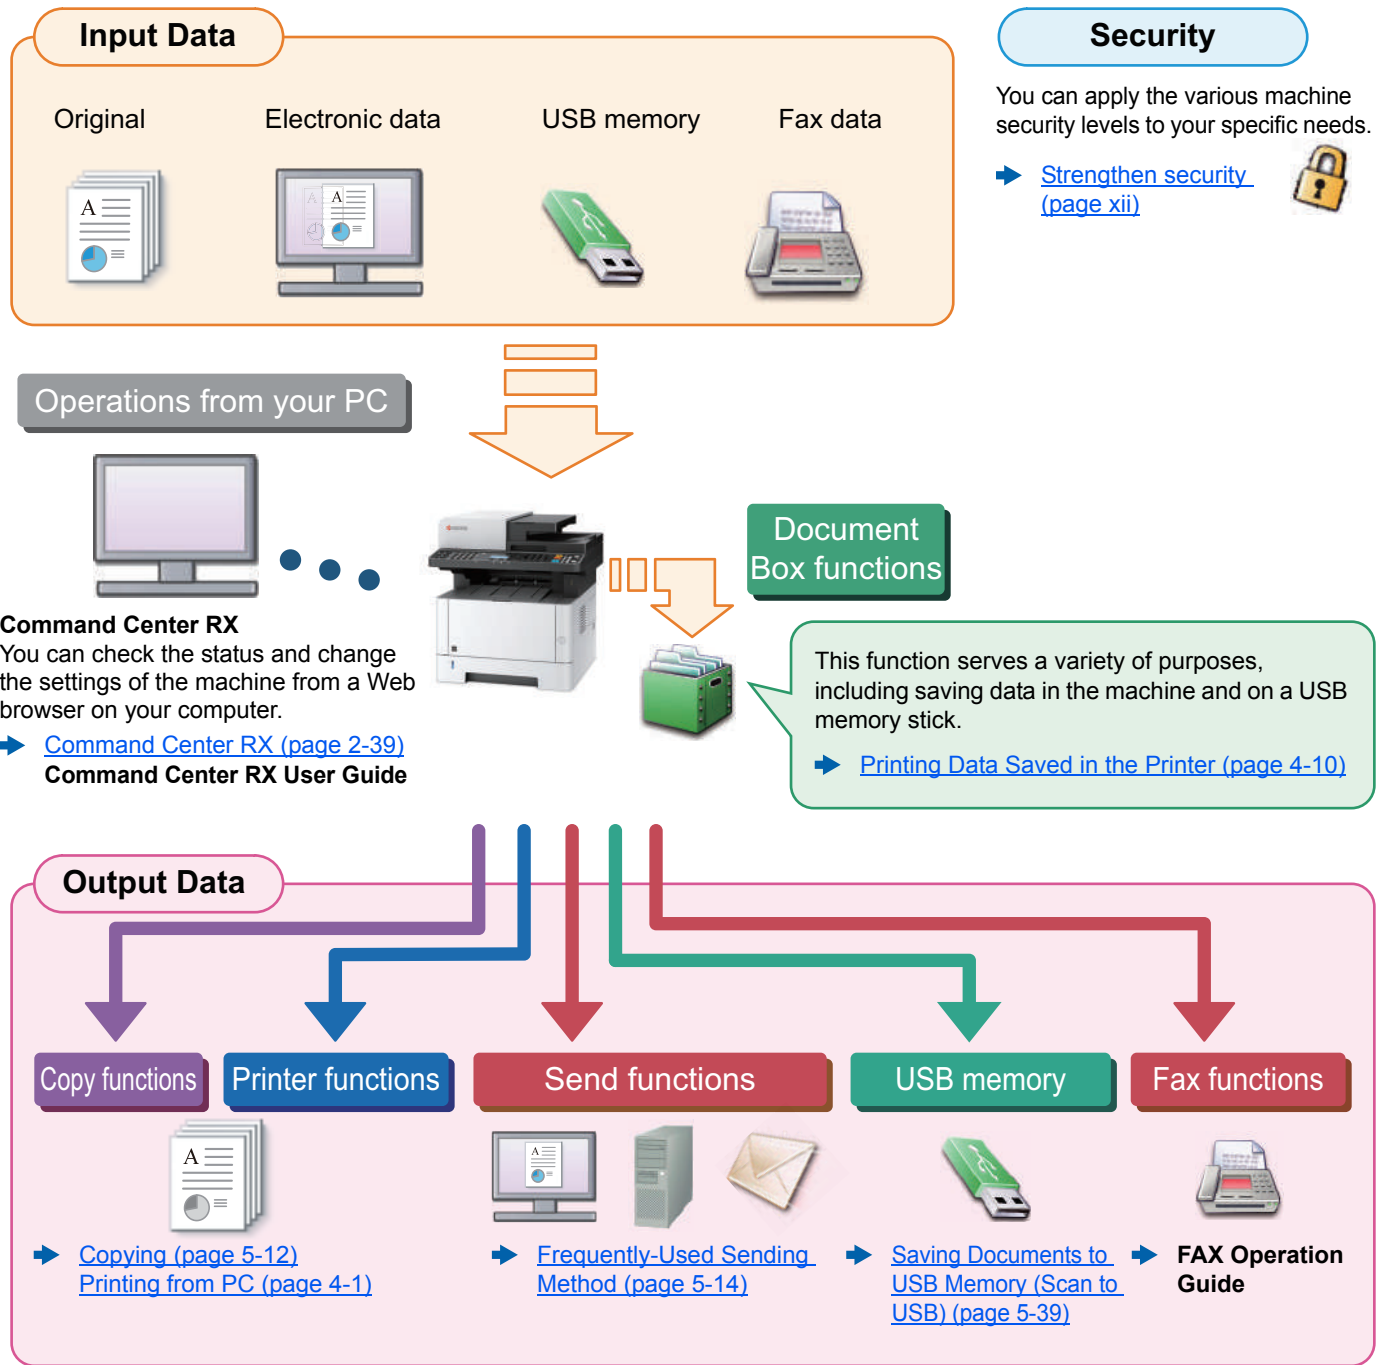 Input Data
Original
Electronic data
USB memory
Fax data
Security
You can apply the various machine
security levels to your specific needs.
Strengthen security
(page xii)
Operations from your PC
Command Center RX
You can check the status and change
the settings of the machine from a Web
browser on your computer.
Command Center RX (page 2-39)
Command Center RX User Guide
Document
Box functions
This function serves a variety of purposes,
including saving data in the machine and on a USB
memory stick.
Printing Data Saved in the Printer (page 4-10)
Output Data
Copy functions
Printer functions
Send functions
USB memory
Fax functions
Copying (page 5-12)
Printing from PC (page 4-1)
Frequently-Used Sending
Method (page 5-14)
Saving Documents to
USB Memory (Scan to
USB) (page 5-39)
FAX Operation
Guide